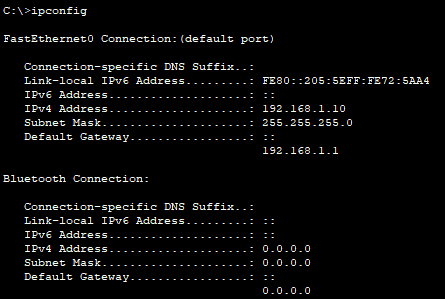 C:\>ipconfig
FastEthernet0 Connection:(default port)
Connection-specific DNS Suffix..:
Link-local IPv6 Address.........: FE80::205:5EFF:FE72:5AA4
IPv6 Address....................: ::
IPv4 Address....................: 192.168.1.10
Subnet Mask.....................: 255.255.255.0
Default Gateway.................: ::
192.168.1.1
Bluetooth Connection:
Connection-specific DNS Suffix..:
Link-local IPv6 Address.........: ::
IPv6 Address....................: ::
IPv4 Address....................: 0.0.0.0
Subnet Mask.....................: 0.0.0.0
Default Gateway.................: ::
0.0.0.0